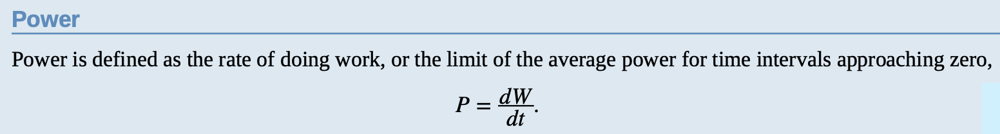 Power
Power is defined as the rate of doing work, or the limit of the average power for time intervals approaching zero,
P = dW/dt.